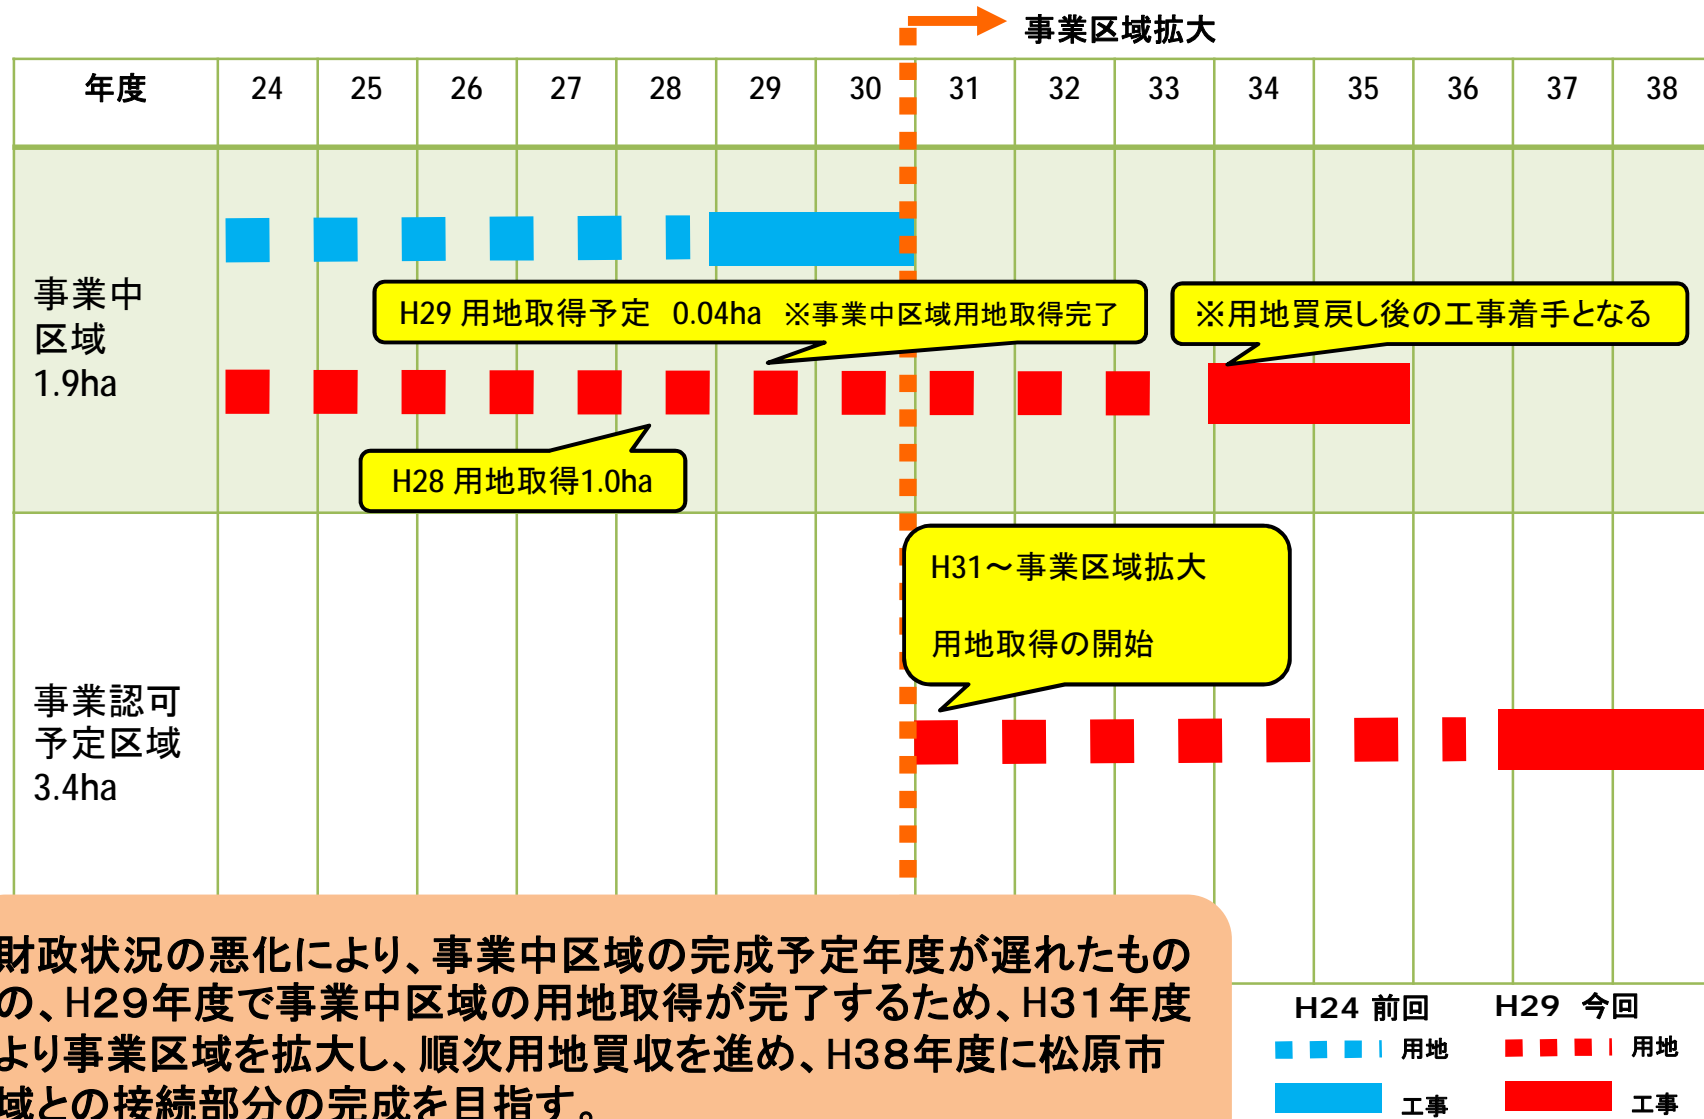 事業区域拡大
年度 24 25 26 27 28 29 30 31 32 33 34 35 36 37 38
事業中
区域
1.9ha
H29 用地取得予定 0.04ha ※事業中区域用地取得完了
※用地買戻し後の工事着手となる
H28 用地取得1.0ha
H31～事業区域拡大
用地取得の開始
事業認可
予定区域
3.4ha
財政状況の悪化により、事業中区域の完成予定年度が遅れたもの
の、H29年度で事業中区域の用地取得が完了するため、H31年度
より事業区域を拡大し、順次用地買収を進め、H38年度に松原市
域との接続部分の完成を目指す。
H24 前回 H29 今回
用地 用地
工事 工事